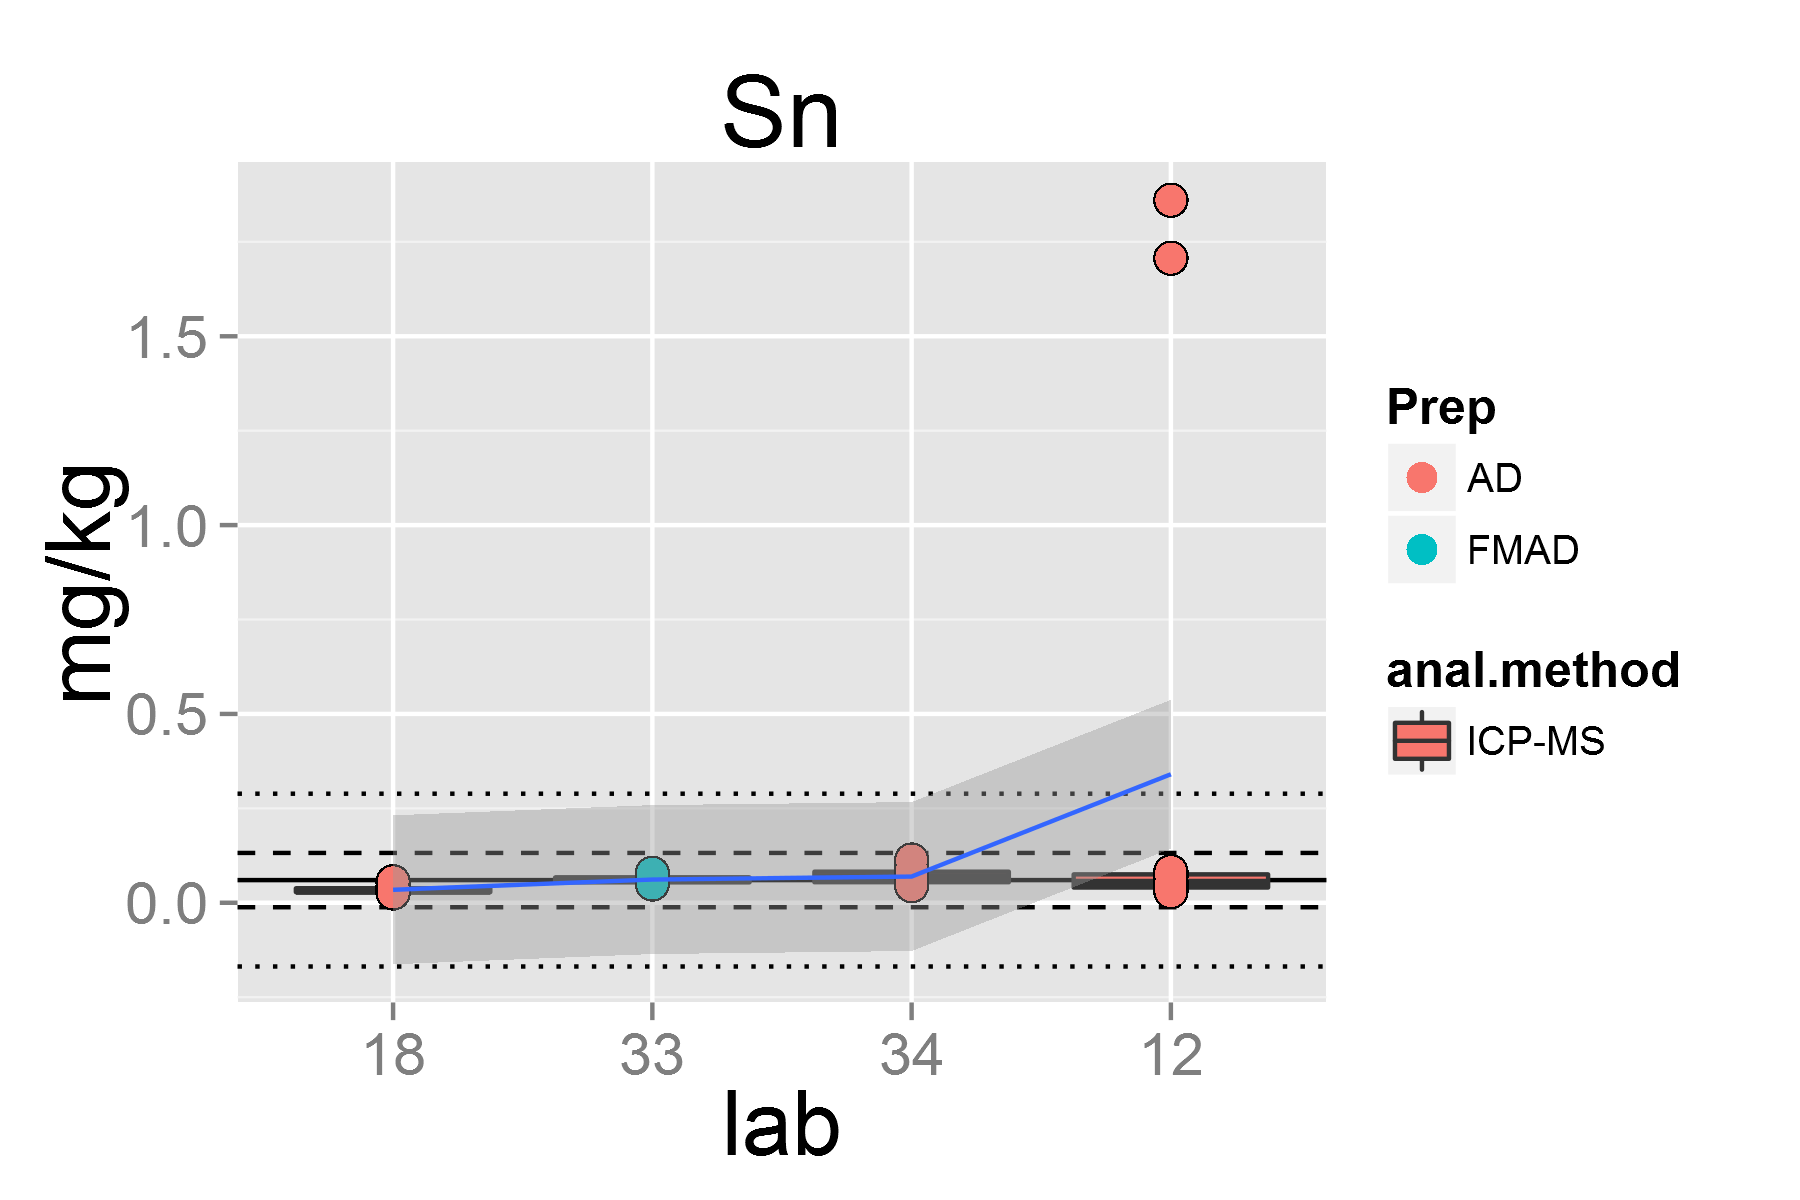 Sn
mg/kg
1.5
1.0
0.5
0.0
18 33 34 12
lab
Prep
AD
FMAD
anal.method
ICP-MS